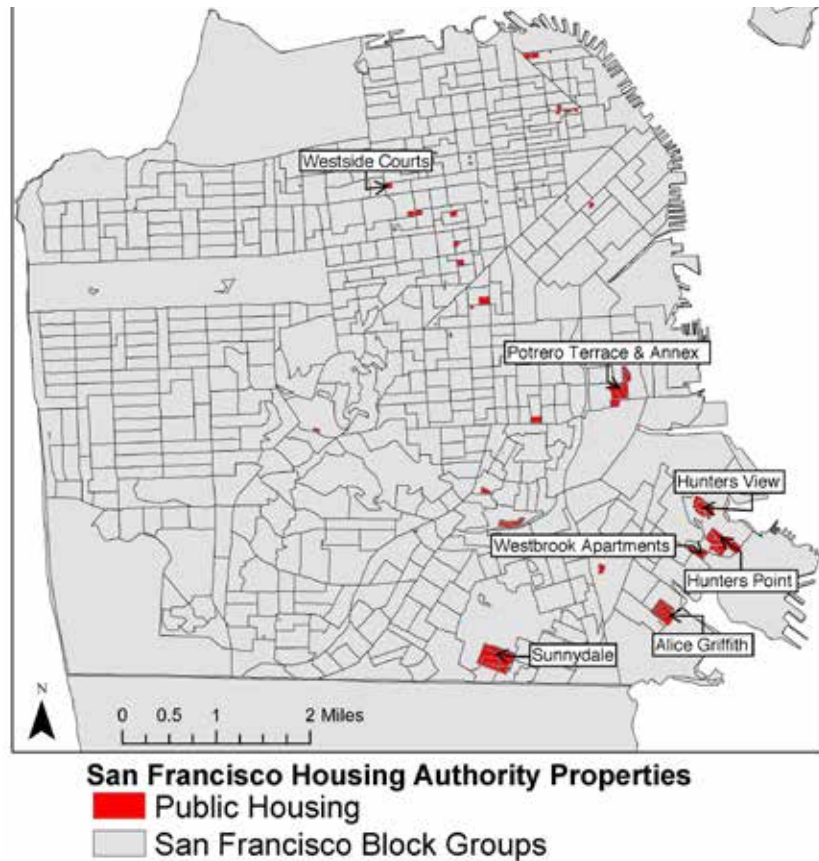 Westside Courts
Potrero Terrace & Annex
Hunters View
Westbrook Apartments
Hunters Point
Alice Griffith
Sunnydale
N
0 0.5 1 2 Miles
San Francisco Housing Authority Properties
Public Housing
San Francisco Block Groups